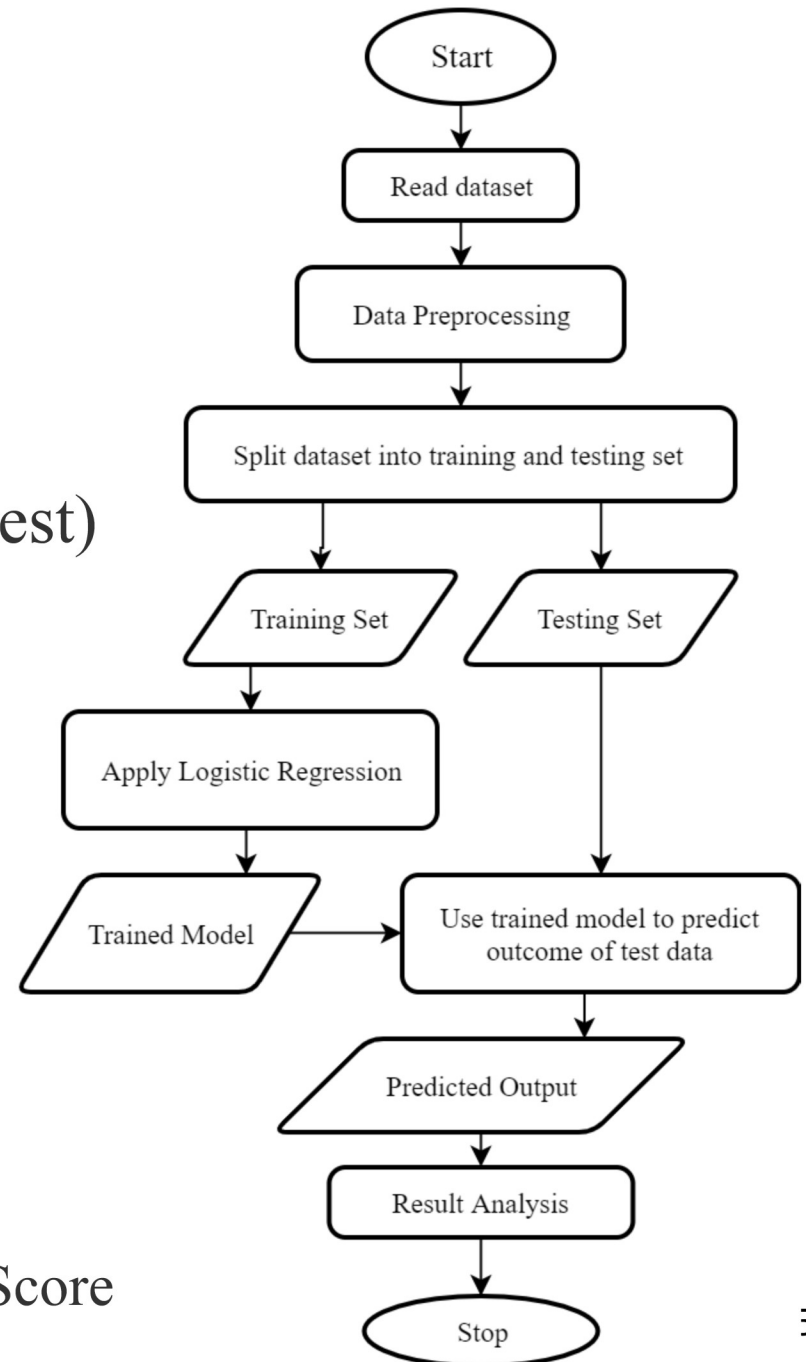 Start
Read dataset
Data Preprocessing
Split dataset into training and testing set
est)
Training Set
Testing Set
Apply Logistic Regression
Trained Model
Use trained model to predict
outcome of test data
Predicted Output
Result Analysis
Score
Stop